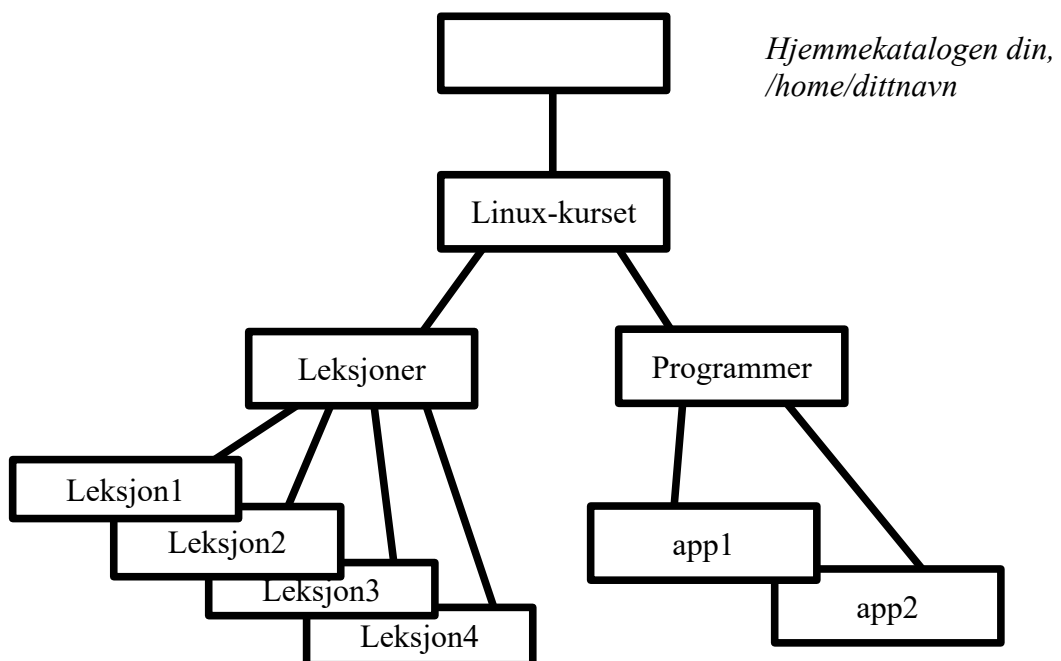 Hjemmekatalogen din,
/home/dittnavn
Linux-kurset
Leksjoner
Programmer
Leksjon1
Leksjon2
Leksjon3
Leksjon4
app1
app2